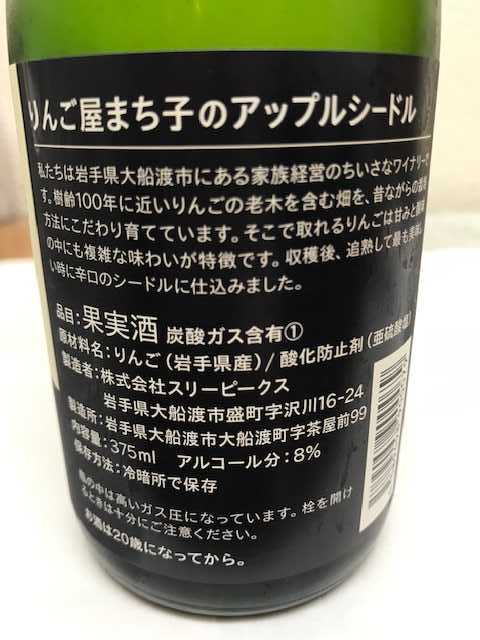 りんご屋まち子のアップルシードル
私たちは岩手県大船渡市にある家族経営のちいさなワイナリーで
す。樹齢100年に近いりんごの老木を含む畑を、昔ながらの栽培
方法にこだわり育てています。そこで取れるりんごは甘みと酸味
の中にも複雑な味わいが特徴です。収穫後、追熟して最も美味し
い時に辛口のシードルに仕込みました。
品目:果実酒 炭酸ガス含有①
原材料名:りんご(岩手県産)/酸化防止剤(亜硫酸塩)
製造者:株式会社スリーピークス
岩手県大船渡市盛町字沢川16-24
製造所:岩手県大船渡市大船渡町字茶屋前99
内容量:375ml アルコール分:8%
保存方法:冷暗所で保存
瓶の中は高いガス圧になっています。栓を開け
るときは十分にご注意ください。
お酒は20歳になってから。